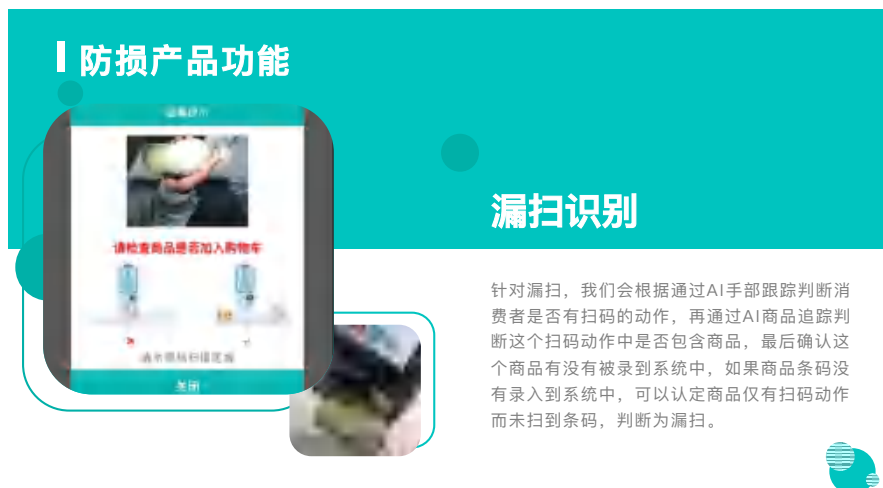 防损产品功能
请检查商品是否加入购物车
关闭
漏扫识别
针对漏扫，我们会根据通过AI手部跟踪判断消
费者是否有扫码的动作，再通过AI商品追踪判
断这个扫码动作中是否包含商品，最后确认这
个商品有没有被录到系统中，如果商品条码没
有录入到系统中，可以认定商品仅有扫码动作
而未扫到条码，判断为漏扫。